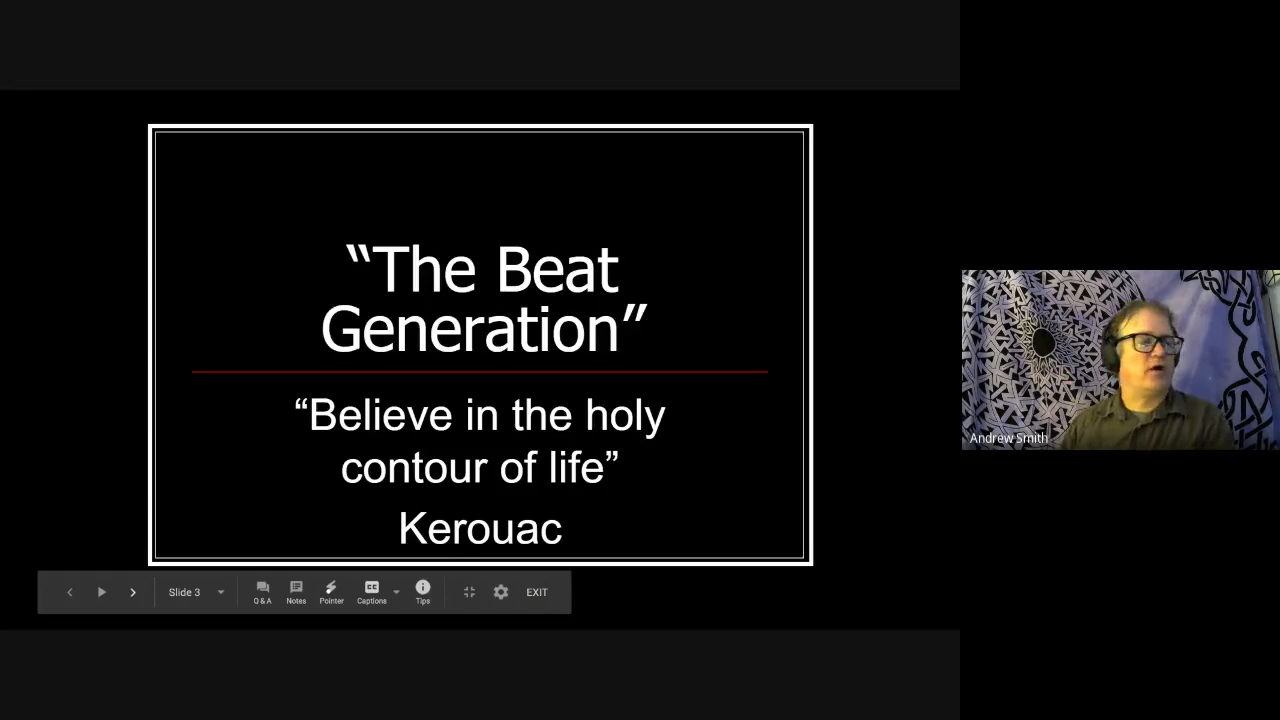 “The Beat
Generation”
“Believe in the holy
contour of life”
Kerouac
Andrew Smith
Slide 3
Q & A
Notes
Pointer
CC
Captions
Tips
EXIT